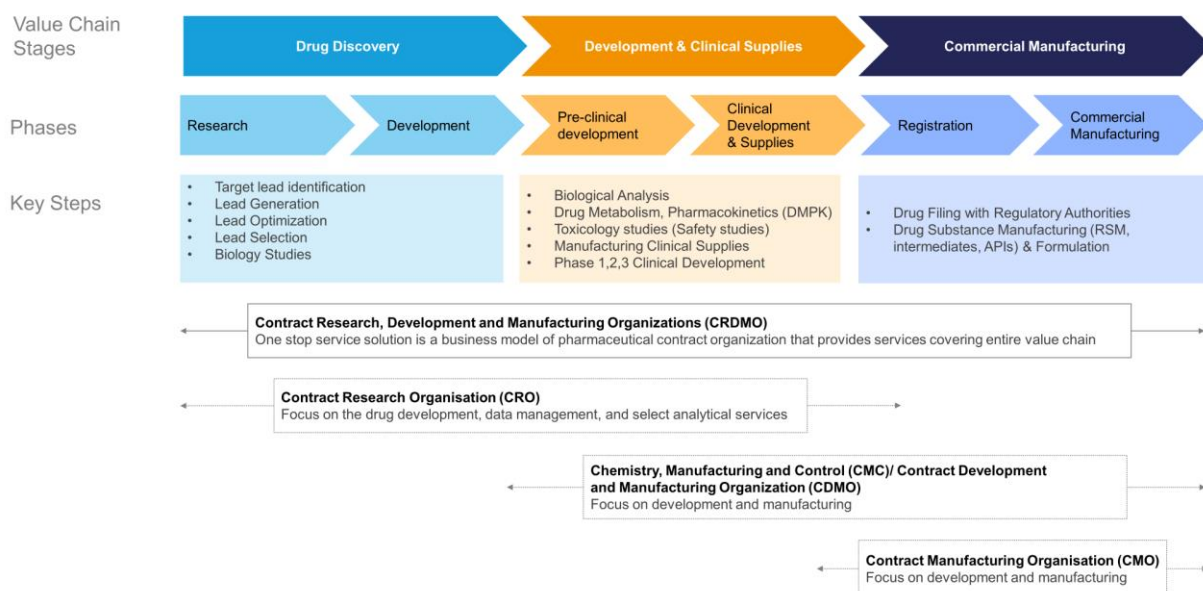 Value Chain
Stages
Drug Discovery
Development & Clinical Supplies
Commercial Manufacturing
Phases
Research
Development
Pre-clinical
development
Clinical
Development
& Supplies
Registration
Commercial
Manufacturing
Key Steps
• Target lead identification
• Lead Generation
• Lead Optimization
• Lead Selection
• Biology Studies
• Biological Analysis
• Drug Metabolism, Pharmacokinetics (DMPK)
• Toxicology studies (Safety studies)
• Manufacturing Clinical Supplies
• Phase 1,2,3 Clinical Development
• Drug Filing with Regulatory Authorities
• Drug Substance Manufacturing (RSM,
intermediates, APIs) & Formulation
Contract Research, Development and Manufacturing Organizations (CRDMO)
One stop service solution is a business model of pharmaceutical contract organization that provides services covering entire value chain
Contract Research Organisation (CRO)
Focus on the drug development, data management, and select analytical services
Chemistry, Manufacturing and Control (CMC)/ Contract Development
and Manufacturing Organization (CDMO)
Focus on development and manufacturing
Contract Manufacturing Organisation (CMO)
Focus on development and manufacturing